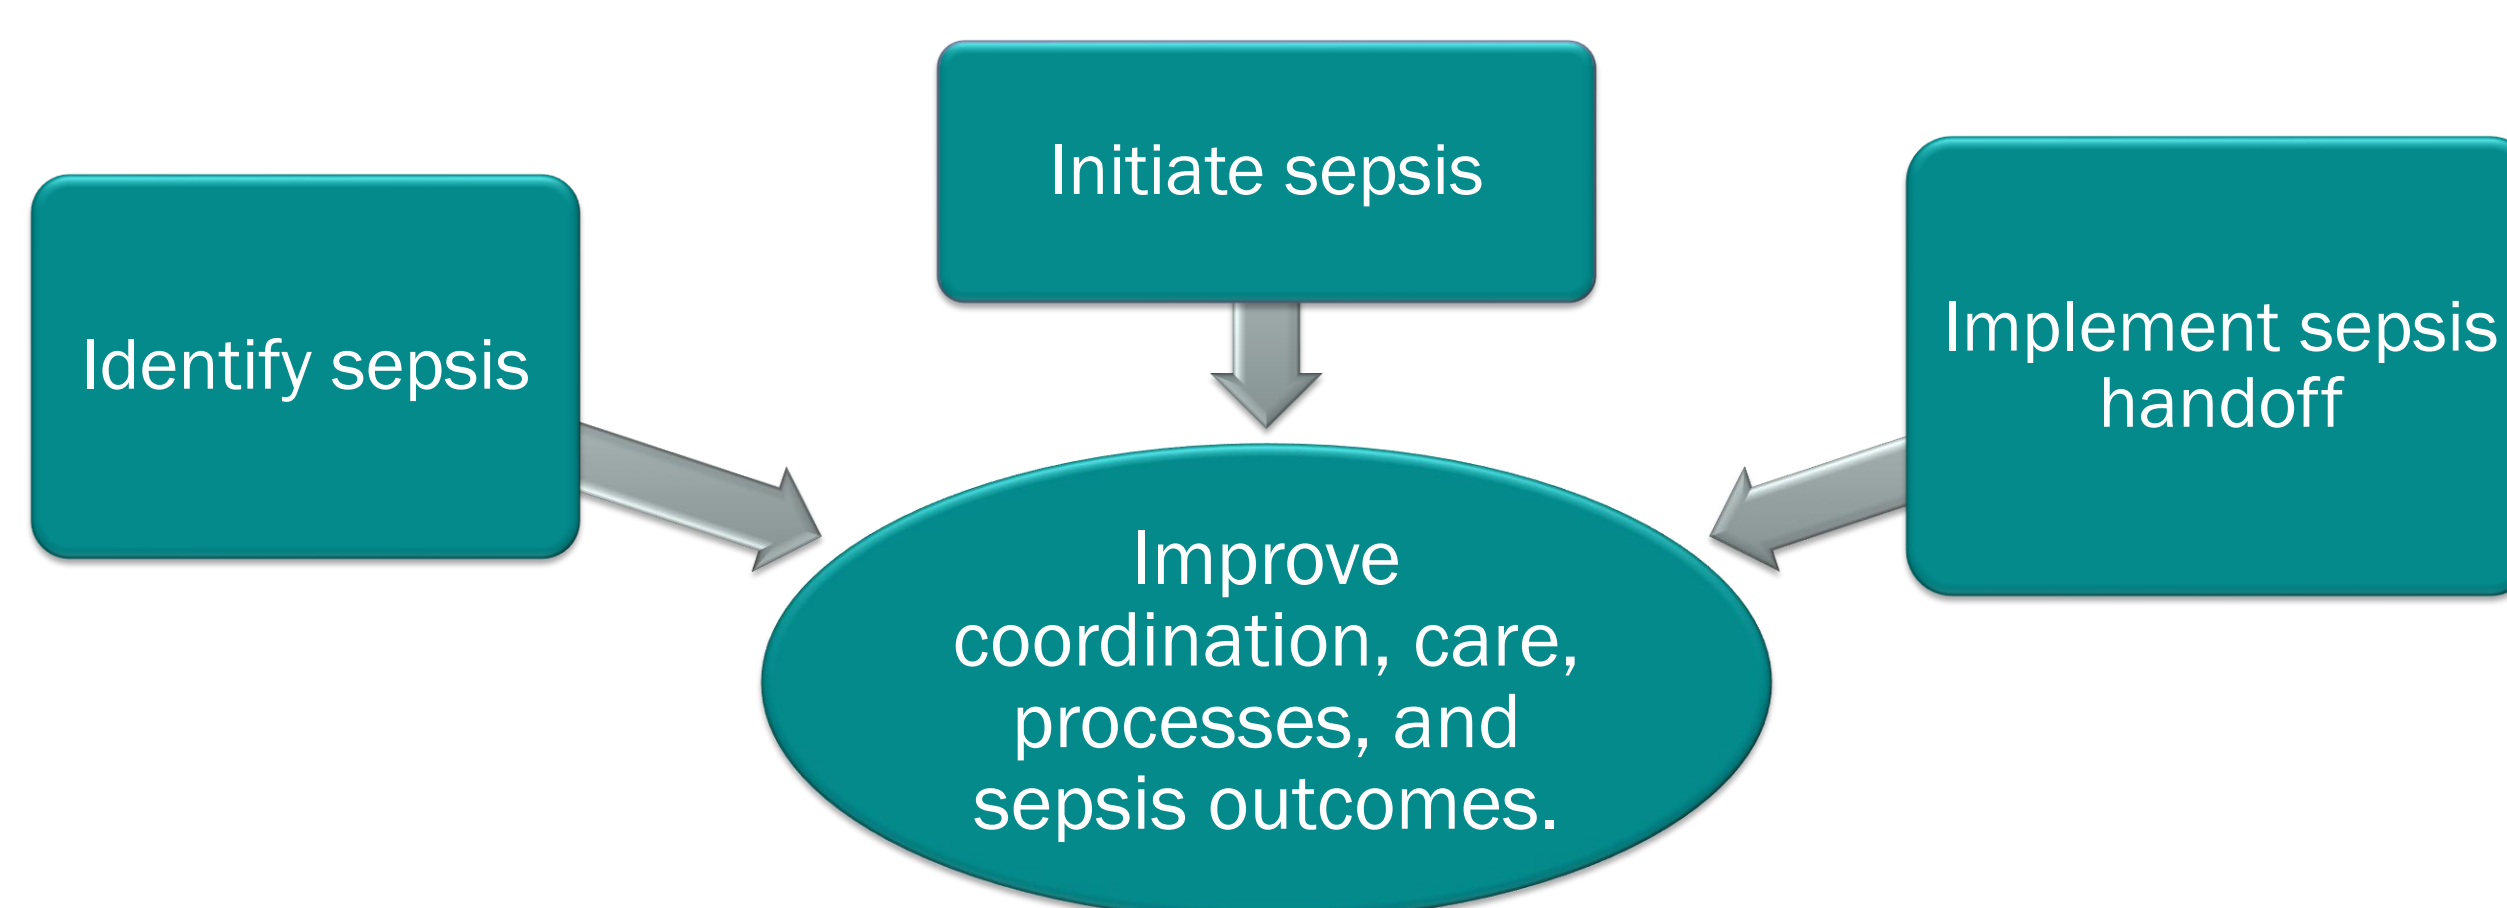 Initiate sepsis
Identify sepsis
Implement sepsis
handoff
Improve
coordination, care,
processes, and
sepsis outcomes.